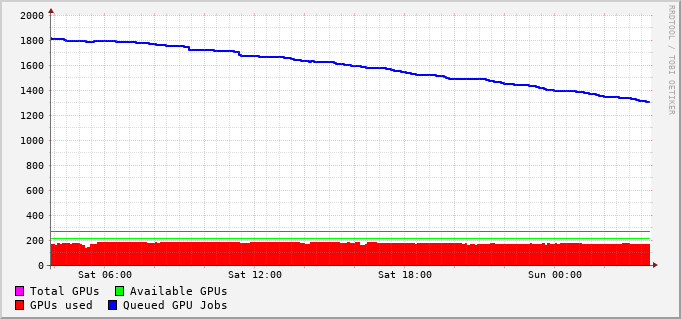 2000
1800
1600
1400
1200
1000
800
600
400
200
0
Sat 06:00 Sat 12:00 Sat 18:00 Sun 00:00
Total GPUs Available GPUs
GPUs used Queued GPU Jobs
RRDTOOL / TOBI OETIKER